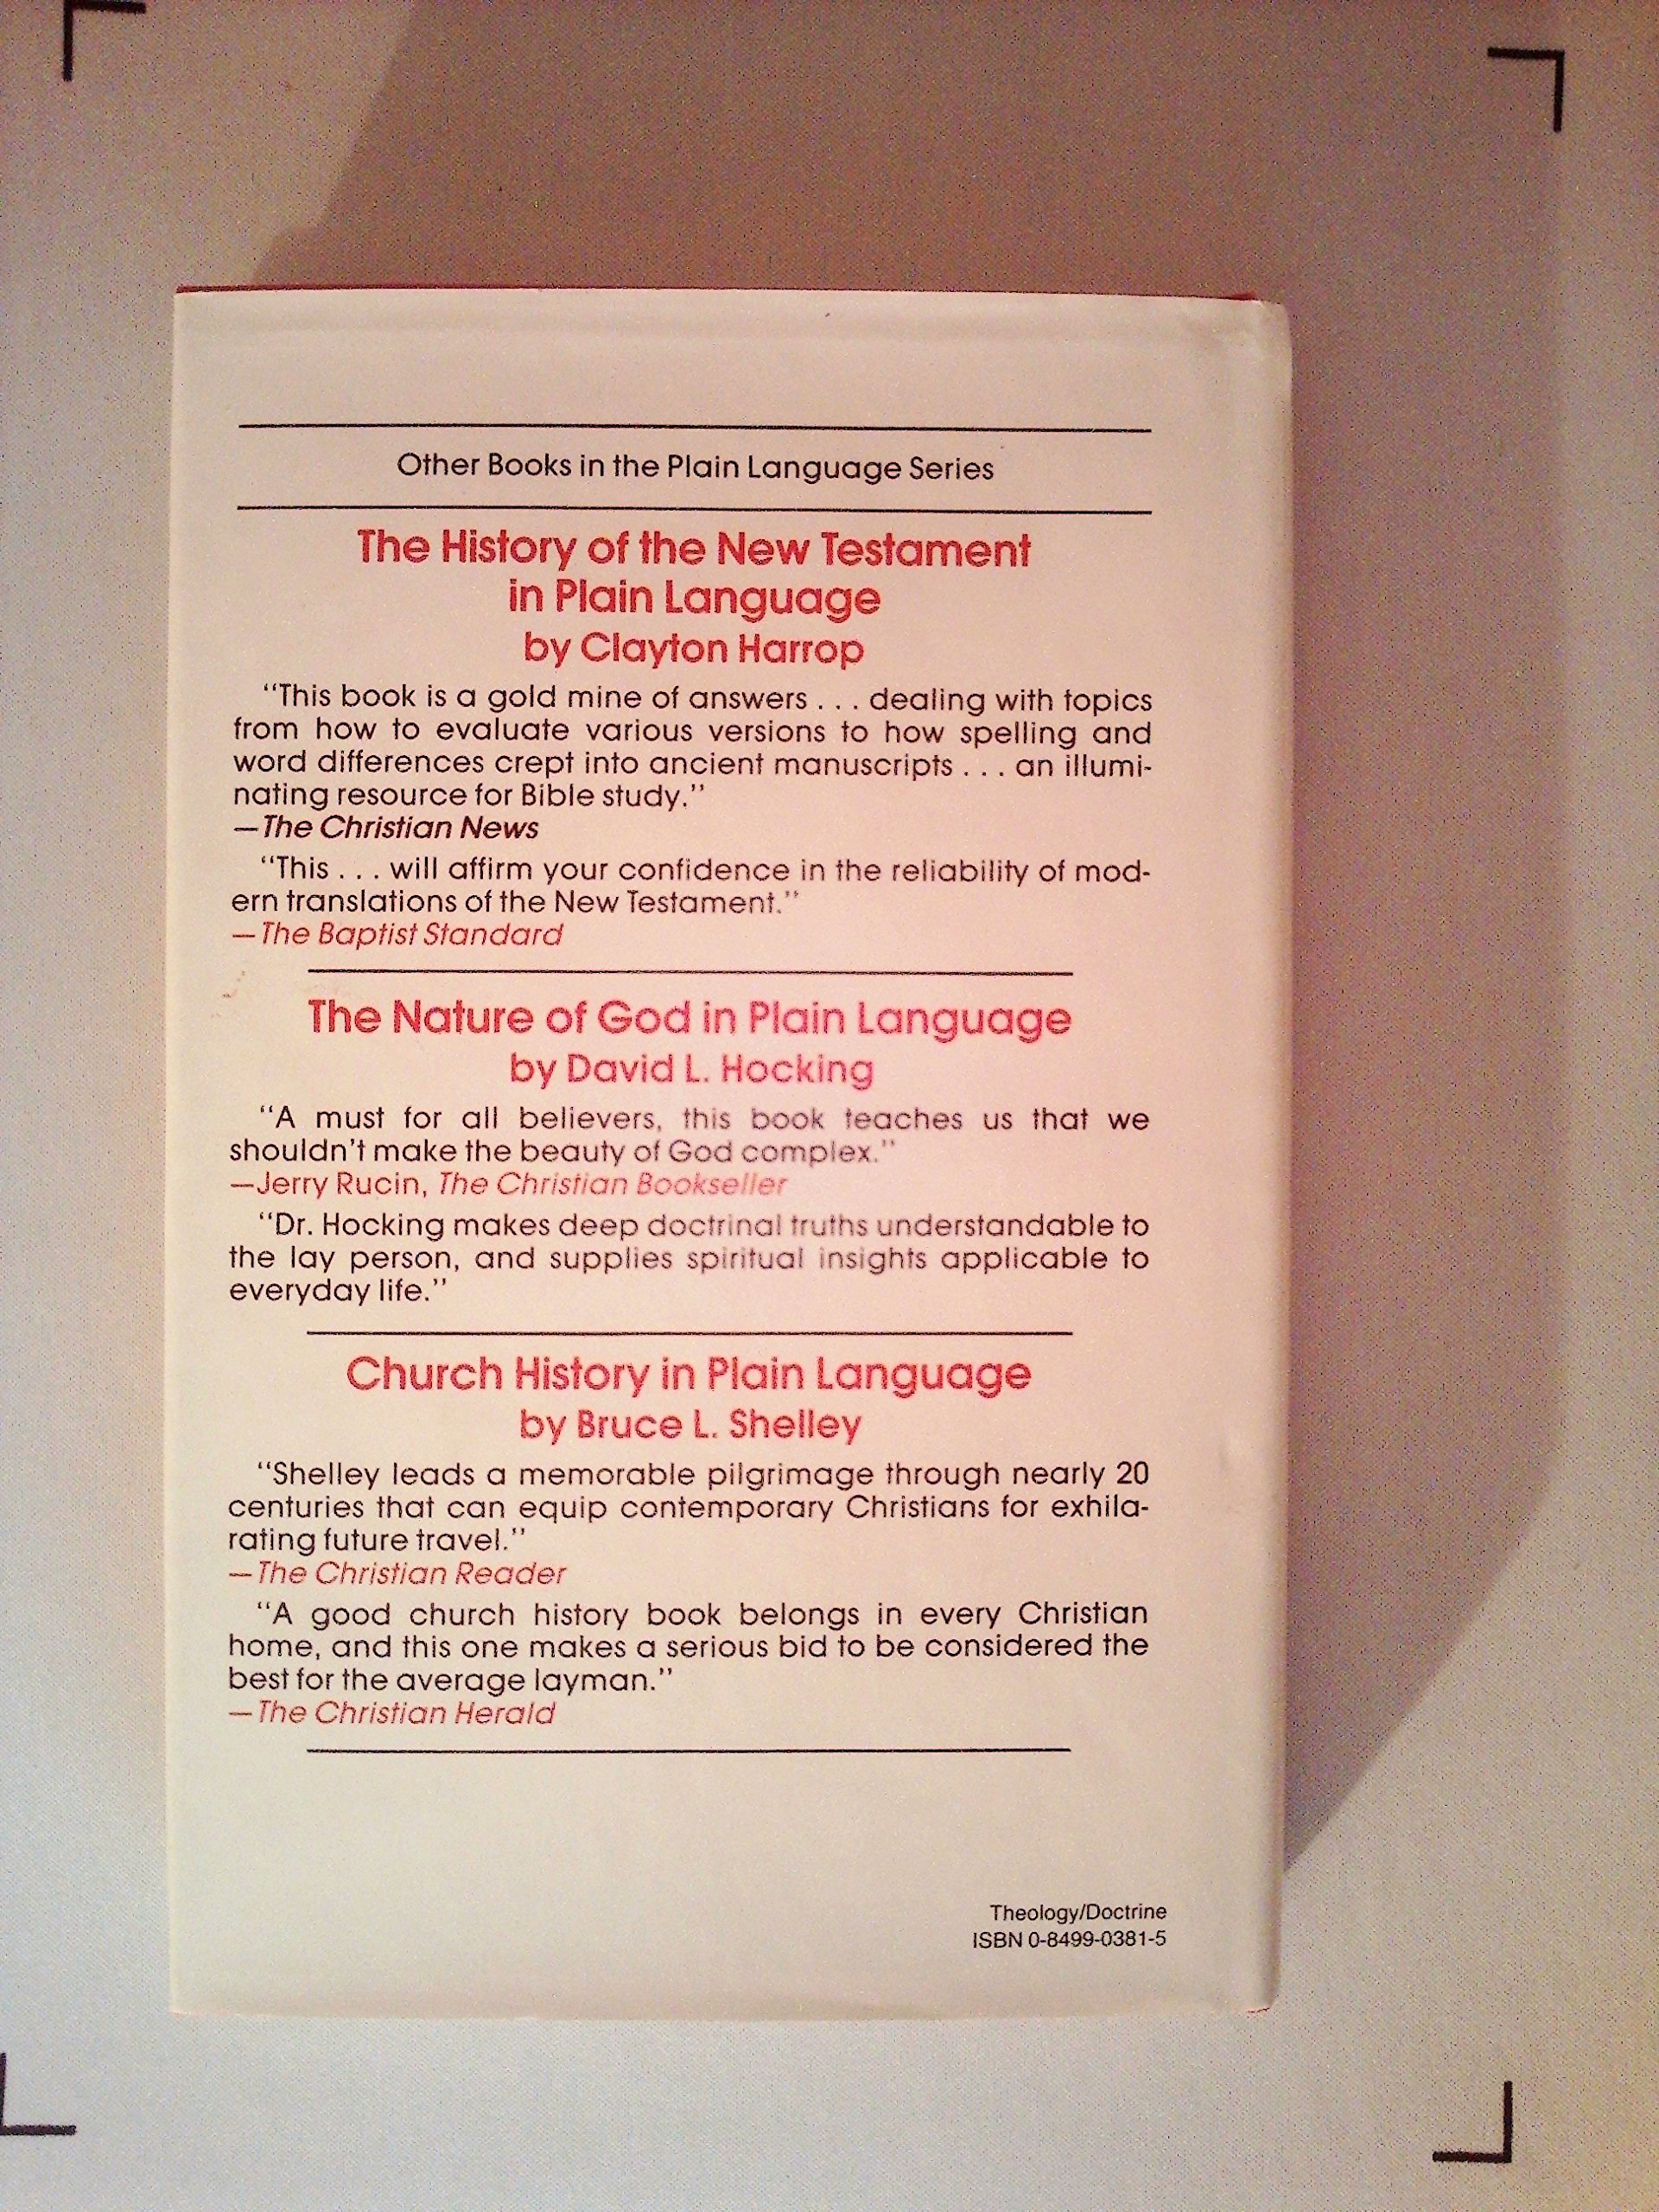 Other Books in the Plain Language Series
The History of the New Testament
in Plain Language
by Clayton Harrop
“This book is a gold mine of answers . . . dealing with topics
from how to evaluate various versions to how spelling and
word differences crept into ancient manuscripts . . . an illumi-
nating resource for Bible study.”
—The Christian News
“This . . . will affirm your confidence in the reliability of mod-
ern translations of the New Testament.”
—The Baptist Standard
The Nature of God in Plain Language
by David L. Hocking
“A must for all believers, this book teaches us that we
shouldn’t make the beauty of God complex.”
—Jerry Rucin, The Christian Bookseller
“Dr. Hocking makes deep doctrinal truths understandable to
the lay person, and supplies spiritual insights applicable to
everyday life.”
Church History in Plain Language
by Bruce L. Shelley
“Shelley leads a memorable pilgrimage through nearly 20
centuries that can equip contemporary Christians for exhila-
rating future travel.”
—The Christian Reader
“A good church history book belongs in every Christian
home, and this one makes a serious bid to be considered the
best for the average layman.”
—The Christian Herald
Theology/Doctrine
ISBN 0-8499-0381-5